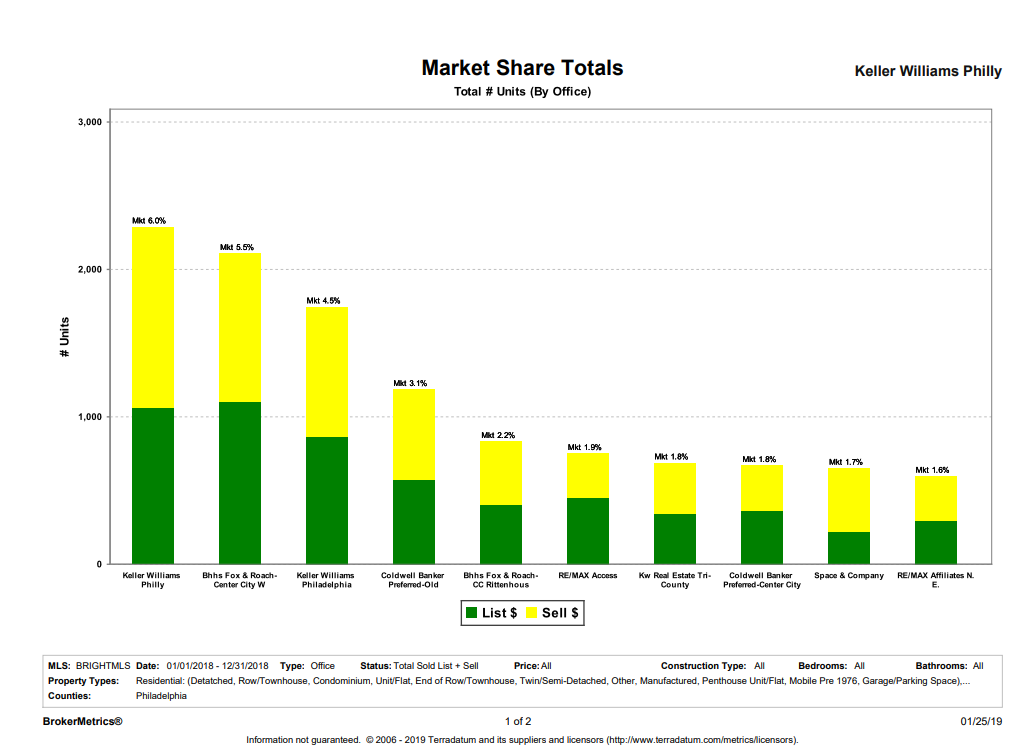 Market Share Totals
Keller Williams Philly
Total # Units (By Office)
3,000
2,000
1,000
0
# Units
Mkt 6.0%
Mkt 5.5%
Mkt 4.5%
Mkt 3.1%
Mkt 2.2%
Mkt 1.9%
Mkt 1.8%
Mkt 1.8%
Mkt 1.7%
Mkt 1.6%
Keller Williams
Philly
Bhhs Fox & Roach-
Center City W
Keller Williams
Philadelphia
Coldwell Banker
Preferred-Old
Bhhs Fox & Roach-
CC Rittenhous
RE/MAX Access
Kw Real Estate Tri-
County
Coldwell Banker
Preferred-Center City
Space & Company
RE/MAX Affiliates N.
E.
List $ Sell $
MLS: BRIGHTMLS Date: 01/01/2018 - 12/31/2018 Type: Office Status: Total Sold List + Sell Price: All Construction Type: All Bedrooms: All Bathrooms: All
Property Types: Residential: (Detatched, Row/Townhouse, Condominium, Unit/Flat, End of Row/Townhouse, Twin/Semi-Detached, Other, Manufactured, Penthouse Unit/Flat, Mobile Pre 1976, Garage/Parking Space),...
Counties: Philadelphia
BrokerMetrics® 1 of 2 01/25/19
Information not guaranteed. © 2006 - 2019 Terradatum and its suppliers and licensors (http://www.terradatum.com/metrics/licensors).